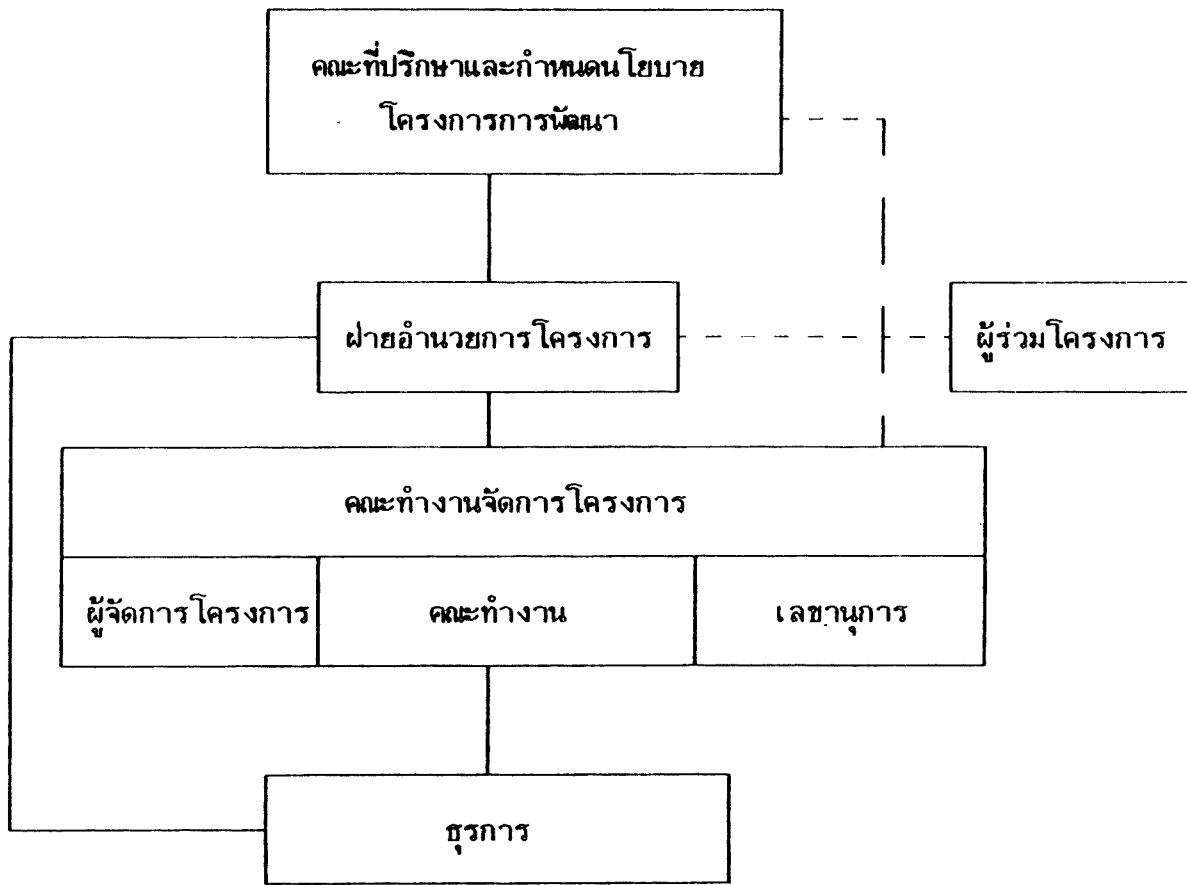 คณะที่ปรึกษาและกำหนดนโยบาย
โครงการการพัฒนา
ฝ่ายอำนวยการโครงการ
ผู้ร่วมโครงการ
คณะทำงานจัดการโครงการ
ผู้จัดการโครงการ
คณะทำงาน
เลขานุการ
ธุรการ